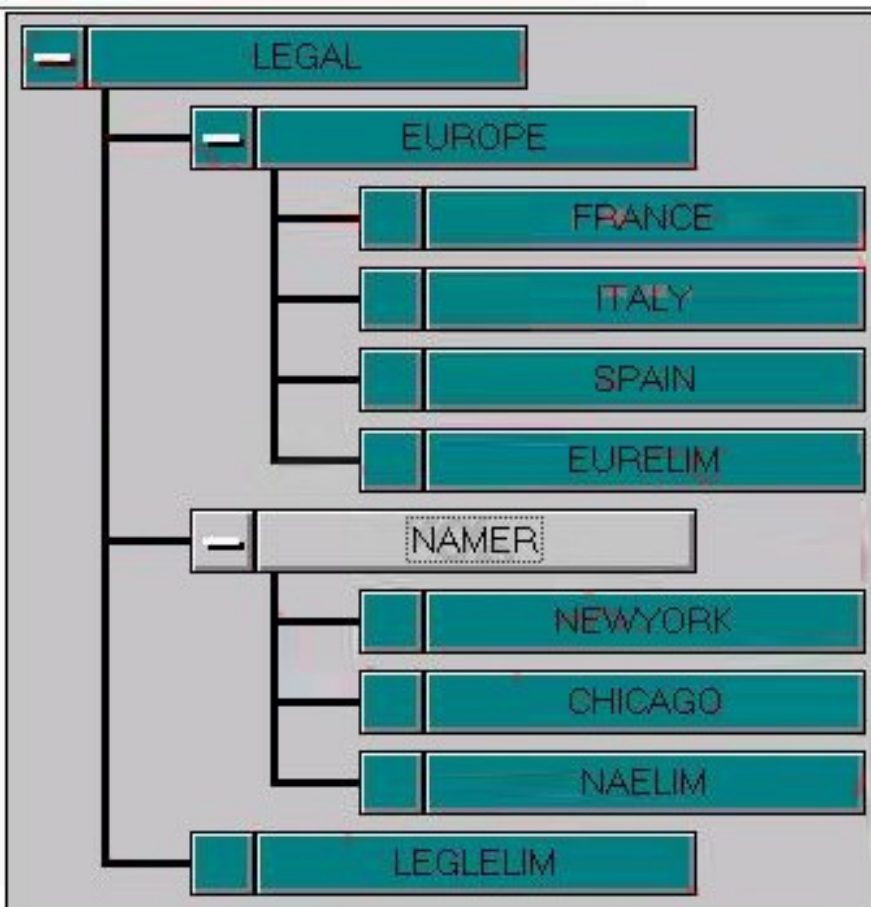 LEGAL
EUROPE
FRANCE
ITALY
SPAIN
EURELIM
NAMER
NEWYORK
CHICAGO
NAELIM
LEGLELIM